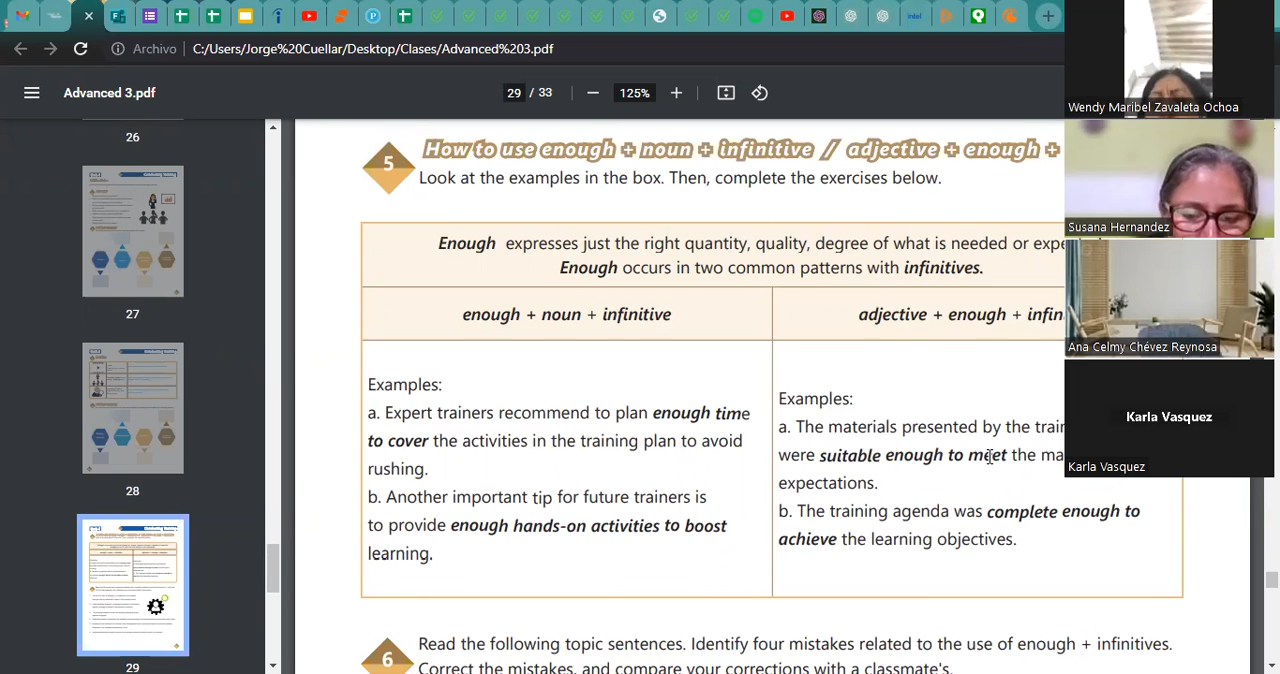 Archivo
C:/Users/Jorge%20Cuellar/Desktop/Clases/Advanced%203.pdf
Advanced 3.pdf
29 / 33
125%
26
27
28
29
5
How to use enough + noun + infinitive / adjective + enough +
Look at the examples in the box. Then, complete the exercises below.
Enough expresses just the right quantity, quality, degree of what is needed or expe
Enough occurs in two common patterns with infinitives.
enough + noun + infinitive
adjective + enough + infin
Examples:
a. Expert trainers recommend to plan enough time
to cover the activities in the training plan to avoid
rushing.
b. Another important tip for future trainers is
to provide enough hands-on activities to boost
learning.
Examples:
a. The materials presented by the train
were suitable enough to meet the ma
expectations.
b. The training agenda was complete enough to
achieve the learning objectives.
6
Read the following topic sentences. Identify four mistakes related to the use of enough + infinitives.
Correct the mistakes, and compare your corrections with a classmate's.
Wendy Maribel Zavaleta Ochoa
Susana Hernandez
Ana Celmy Chévez Reynosa
Karla Vasquez
Karla Vasquez